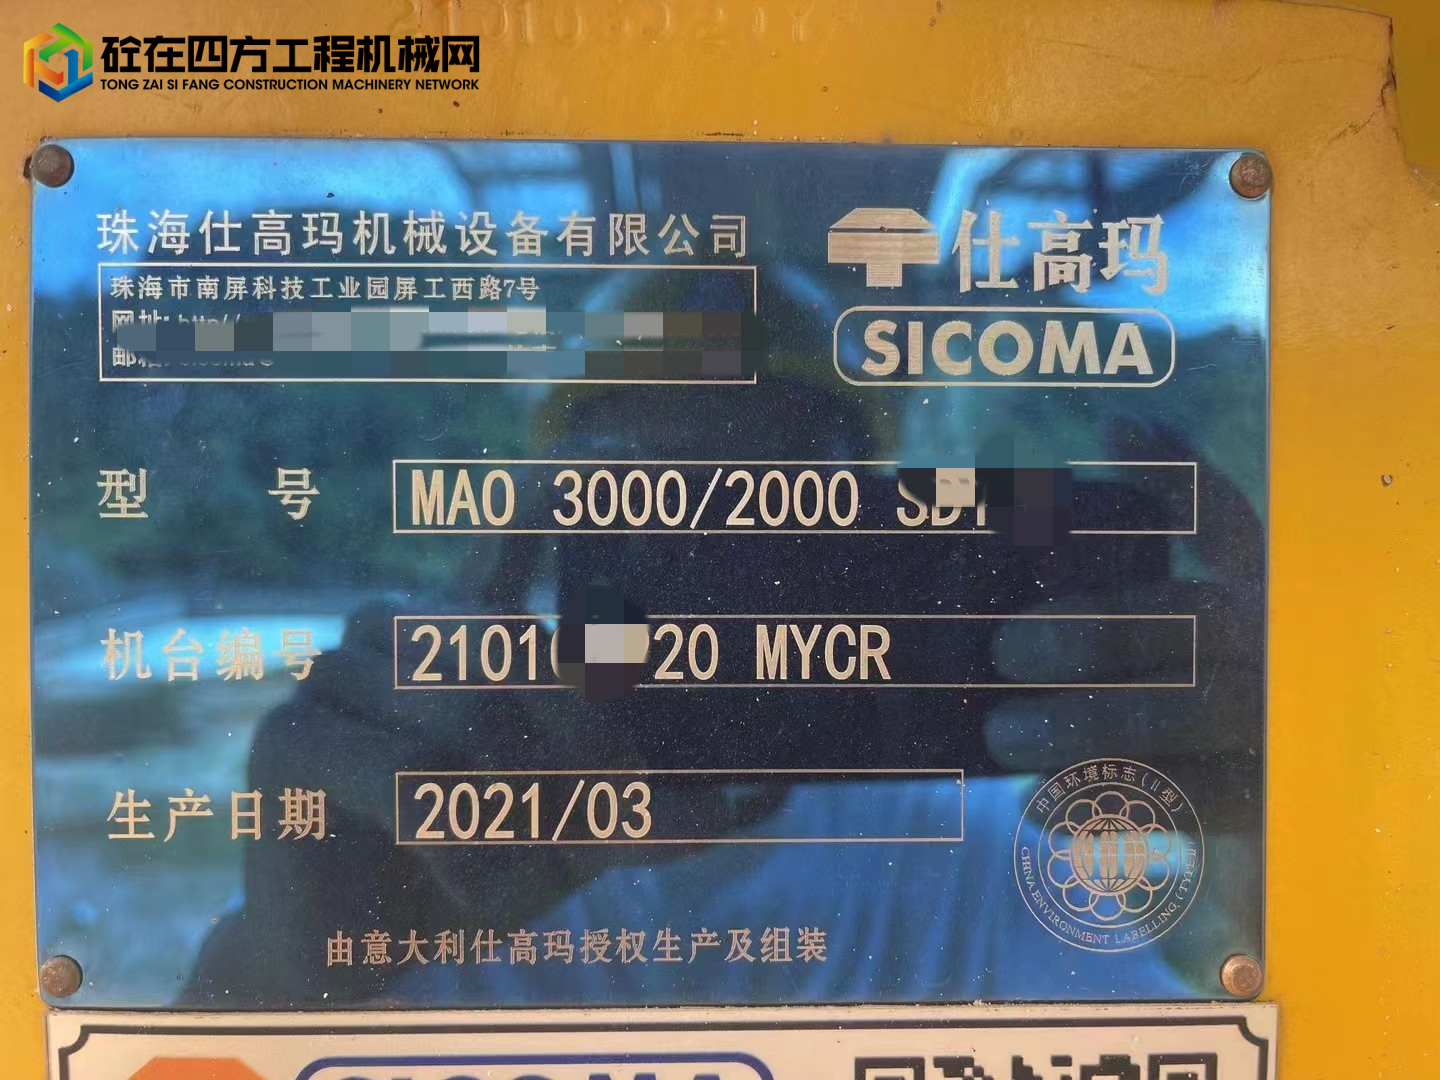 砼在四方工程机械网
TONG ZAI SI FANG CONSTRUCTION MACHINERY NETWORK
珠海仕高玛机械设备有限公司
珠海市南屏科技工业园屏工西路7号
网址:
仕高玛
SICOMA
型 号 MAO 3000/2000
机台编号 2101 20 MYCR
生产日期 2021/03
中国环境标志(II型)
CHINA ENVIRONMENT LABELLING (TYPE II)
由意大利仕高玛授权生产及组装
SICOMA